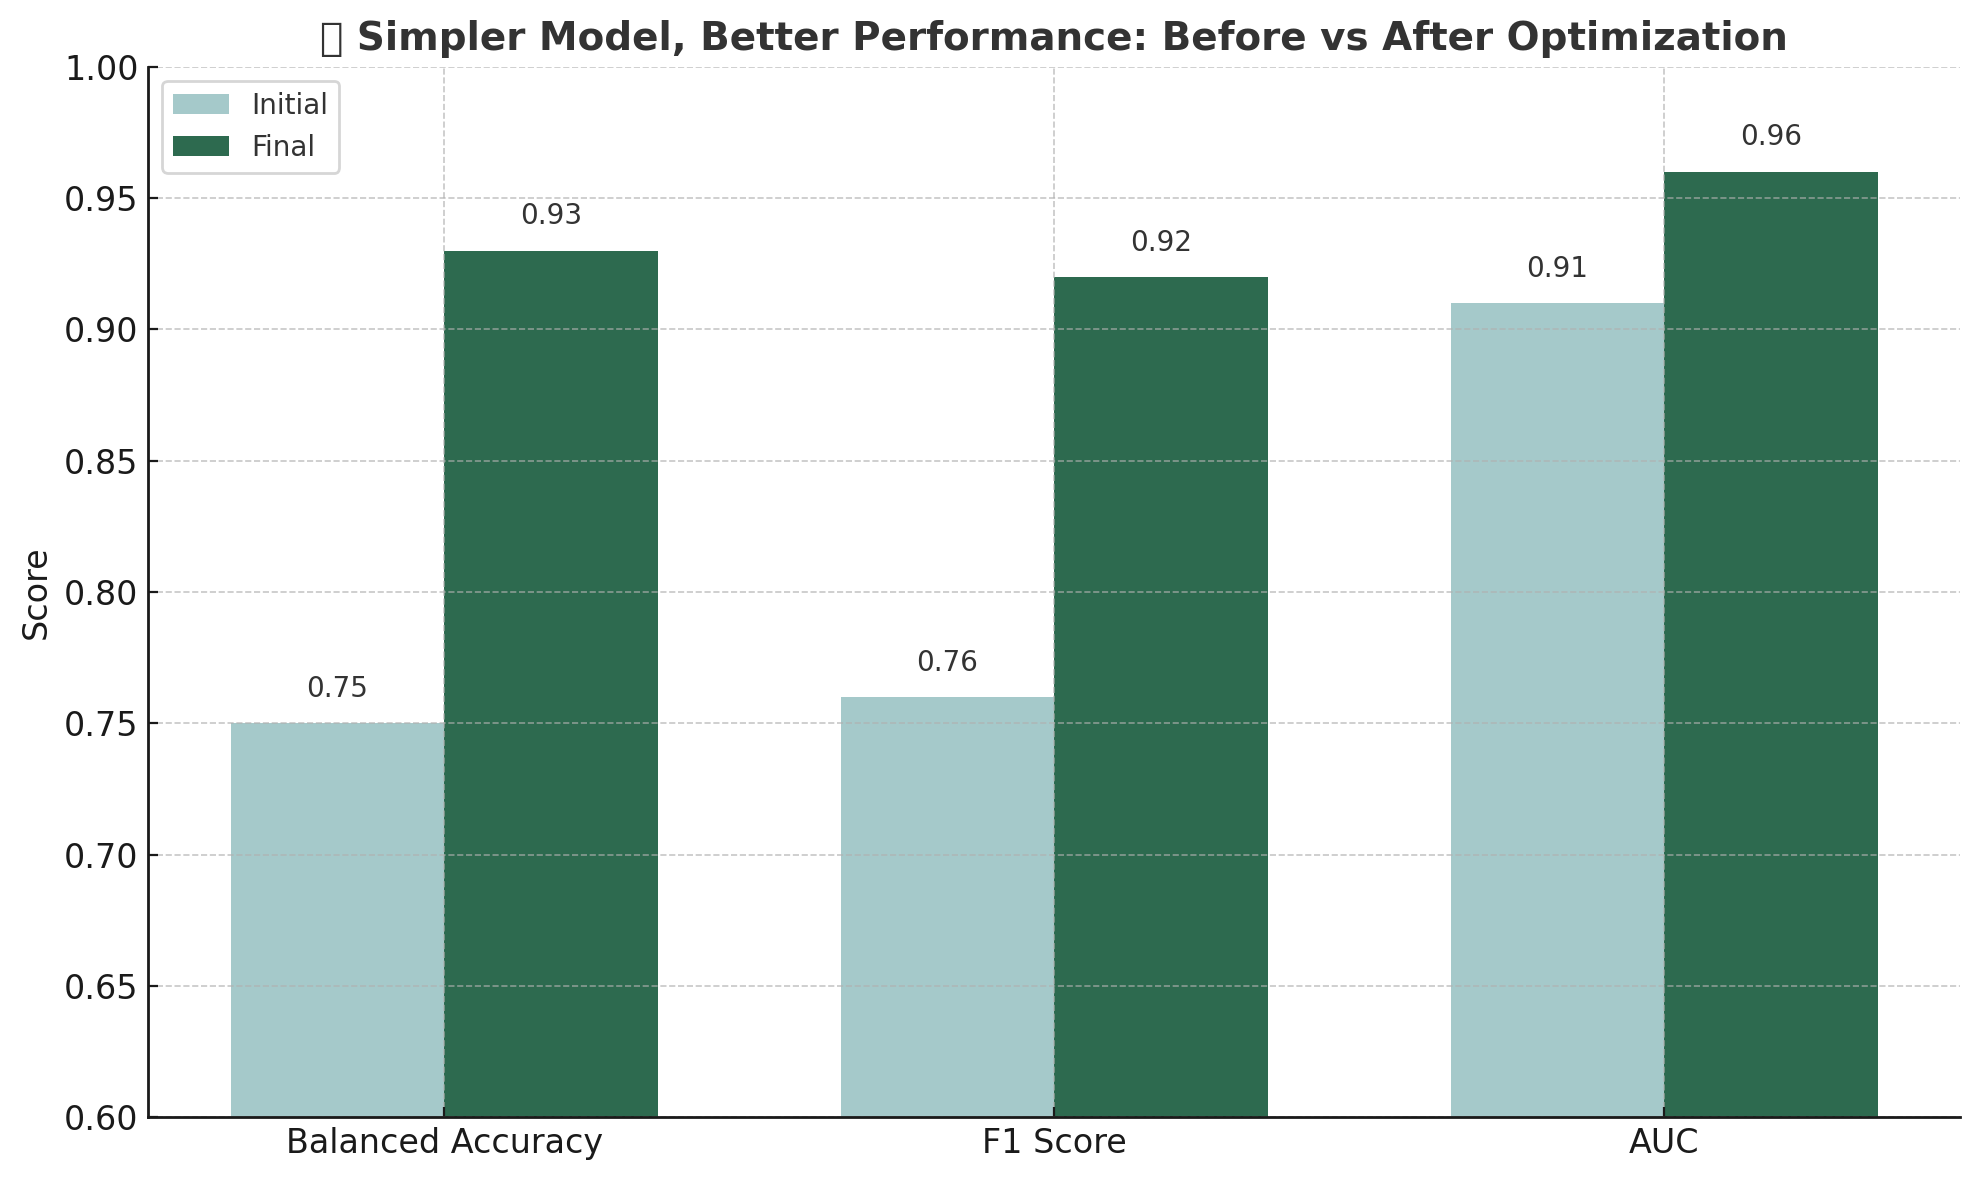 Simpler Model, Better Performance: Before vs After Optimization
1.00
0.95
0.90
0.85
0.80
0.75
0.70
0.65
0.60
Score
Initial
Final
0.75
0.93
0.76
0.92
0.91
0.96
Balanced Accuracy
F1 Score
AUC